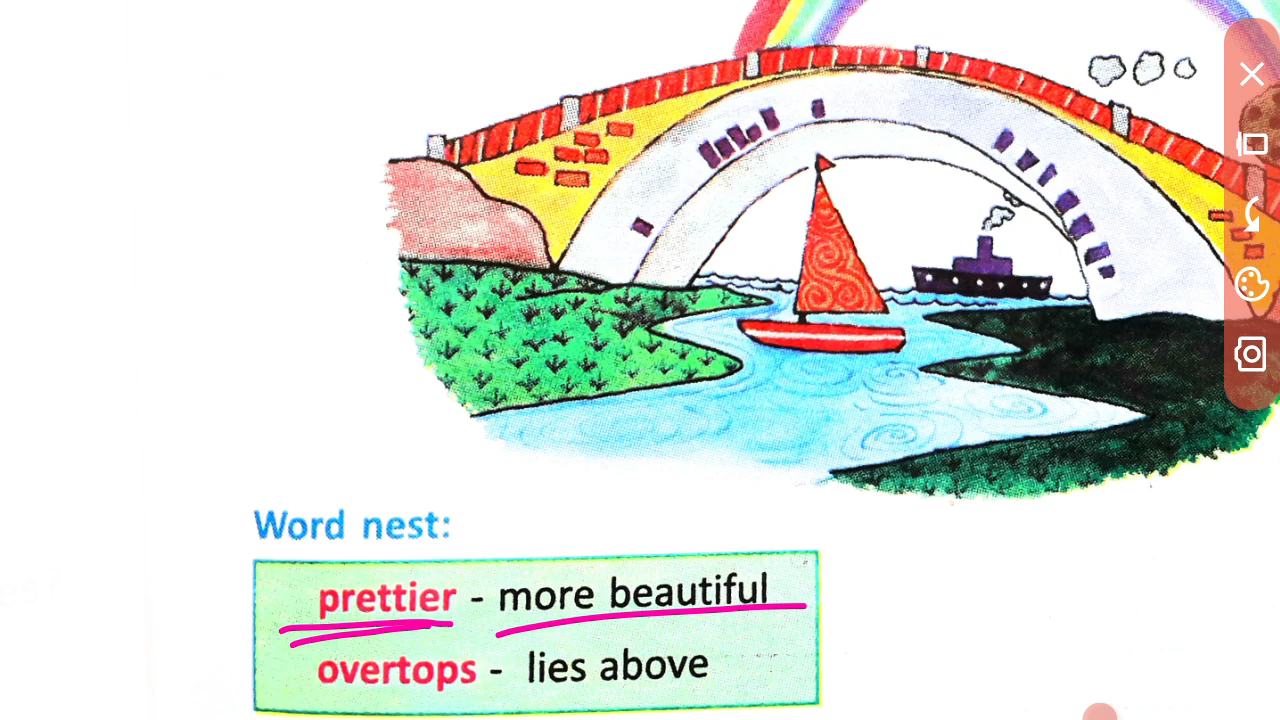 Word nest:
prettier - more beautiful
overtops - lies above